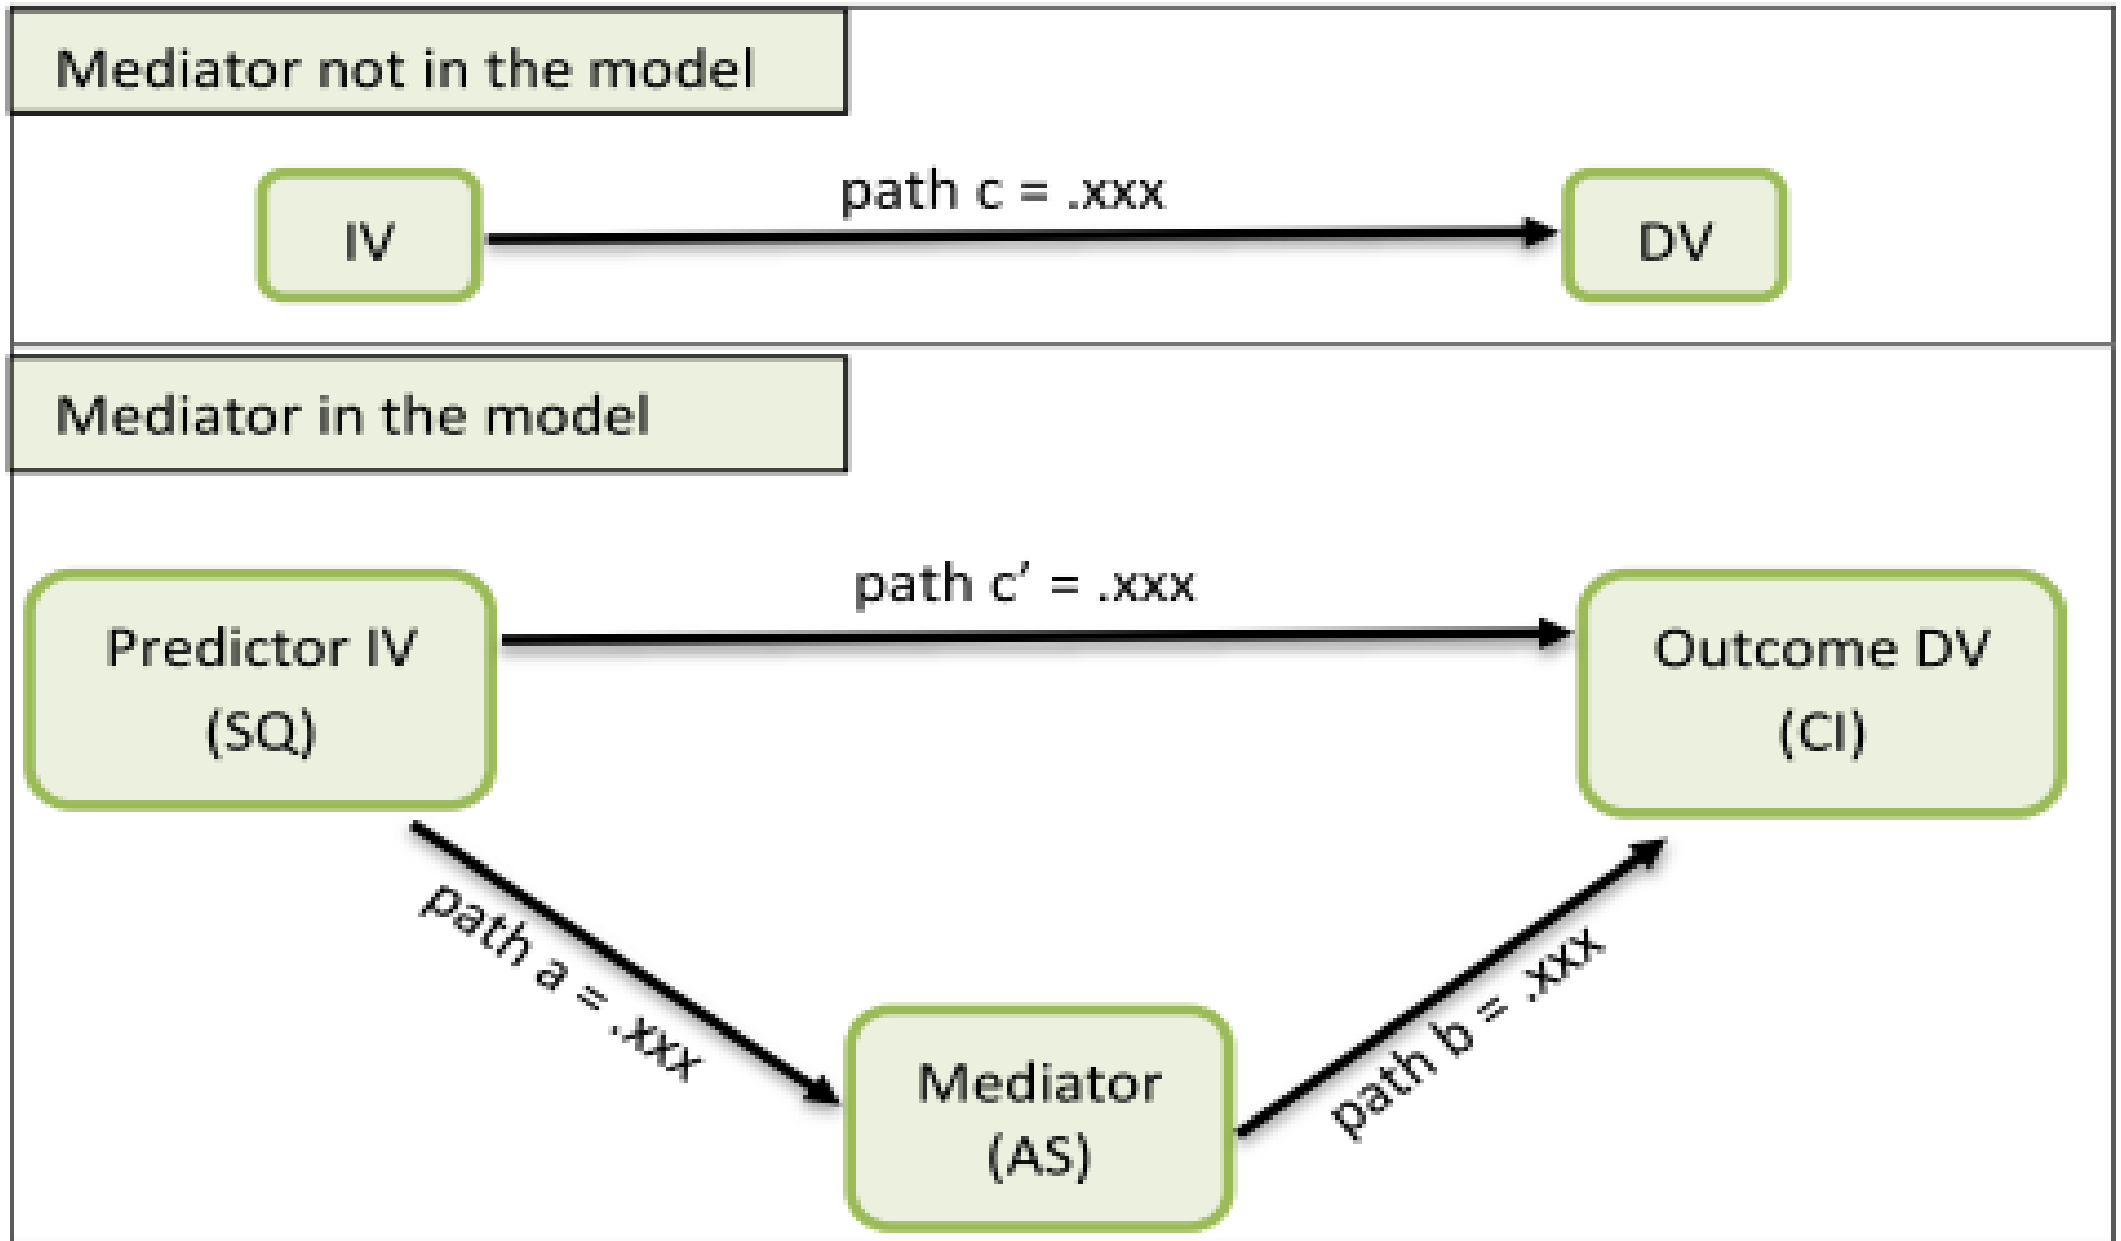 Mediator not in the model
path c = .xxx
IV
DV
Mediator in the model
path c’ = .xxx
Predictor IV
(SQ)
Outcome DV
(CI)
path a = .xxx
path b = .xxx
Mediator
(AS)